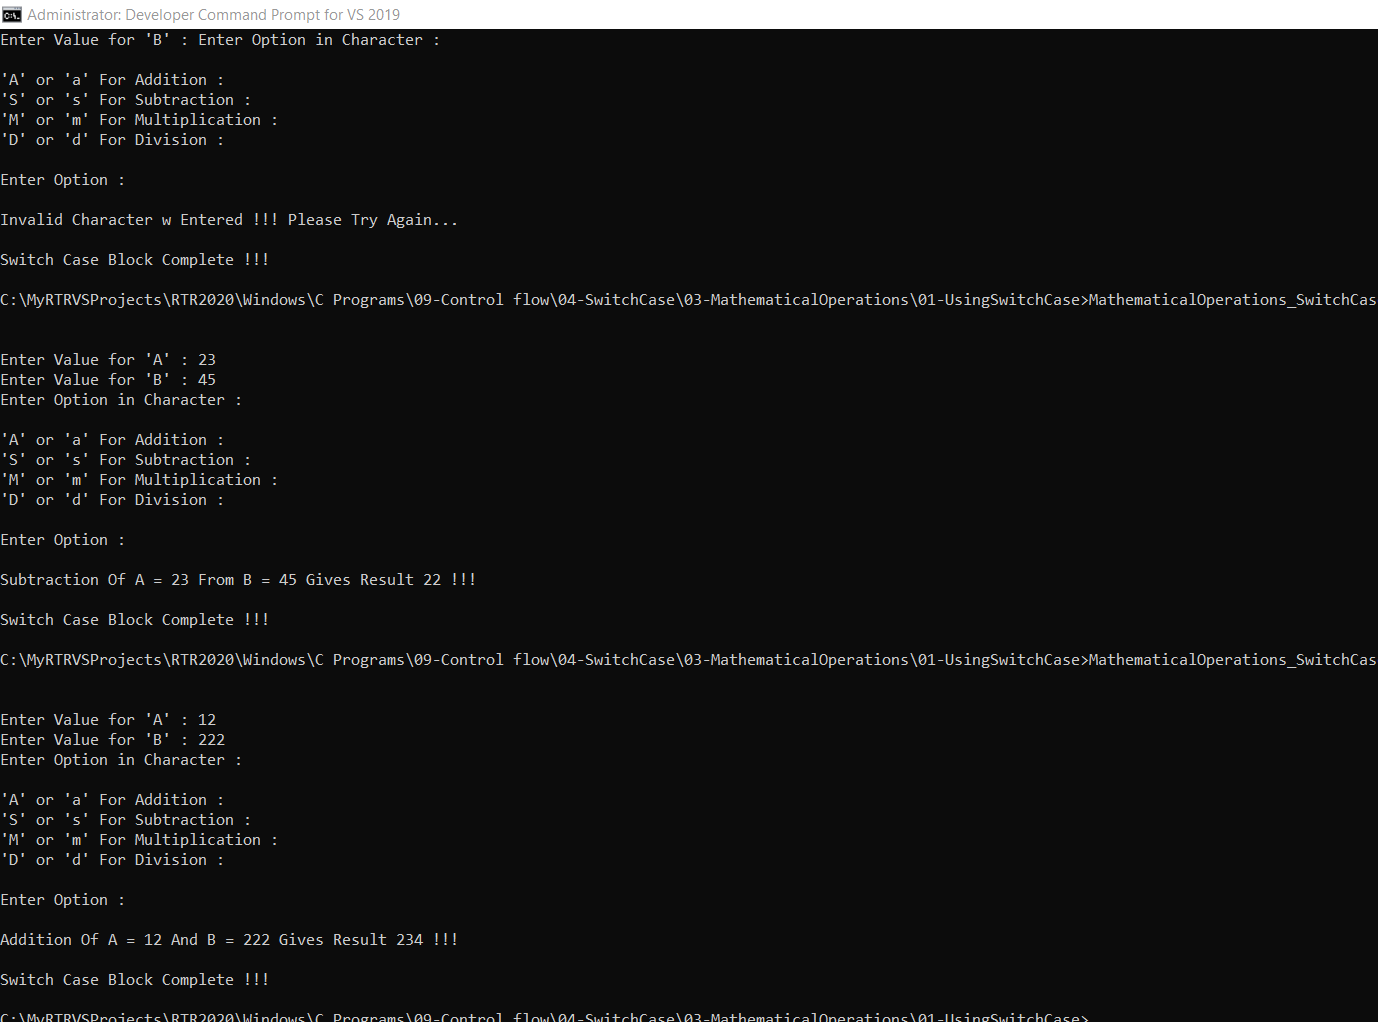 Administrator: Developer Command Prompt for VS 2019
Enter Value for 'B' : Enter Option in Character :
'A' or 'a' For Addition :
'S' or 's' For Subtraction :
'M' or 'm' For Multiplication :
'D' or 'd' For Division :
Enter Option :
Invalid Character w Entered !!! Please Try Again...
Switch Case Block Complete !!!
C:\MyRTRVSProjects\RTR2020\Windows\C Programs\09-Control flow\04-SwitchCase\03-MathematicalOperations\01-UsingSwitchCase>MathematicalOperations_SwitchCas
Enter Value for 'A' : 23
Enter Value for 'B' : 45
Enter Option in Character :
'A' or 'a' For Addition :
'S' or 's' For Subtraction :
'M' or 'm' For Multiplication :
'D' or 'd' For Division :
Enter Option :
Subtraction Of A = 23 From B = 45 Gives Result 22 !!!
Switch Case Block Complete !!!
C:\MyRTRVSProjects\RTR2020\Windows\C Programs\09-Control flow\04-SwitchCase\03-MathematicalOperations\01-UsingSwitchCase>MathematicalOperations_SwitchCas
Enter Value for 'A' : 12
Enter Value for 'B' : 222
Enter Option in Character :
'A' or 'a' For Addition :
'S' or 's' For Subtraction :
'M' or 'm' For Multiplication :
'D' or 'd' For Division :
Enter Option :
Addition Of A = 12 And B = 222 Gives Result 234 !!!
Switch Case Block Complete !!!
C:\MyRTRVSProjects\RTR2020\Windows\C Programs\09-Control flow\04-SwitchCase\03-MathematicalOperations\01-UsingSwitchCase>